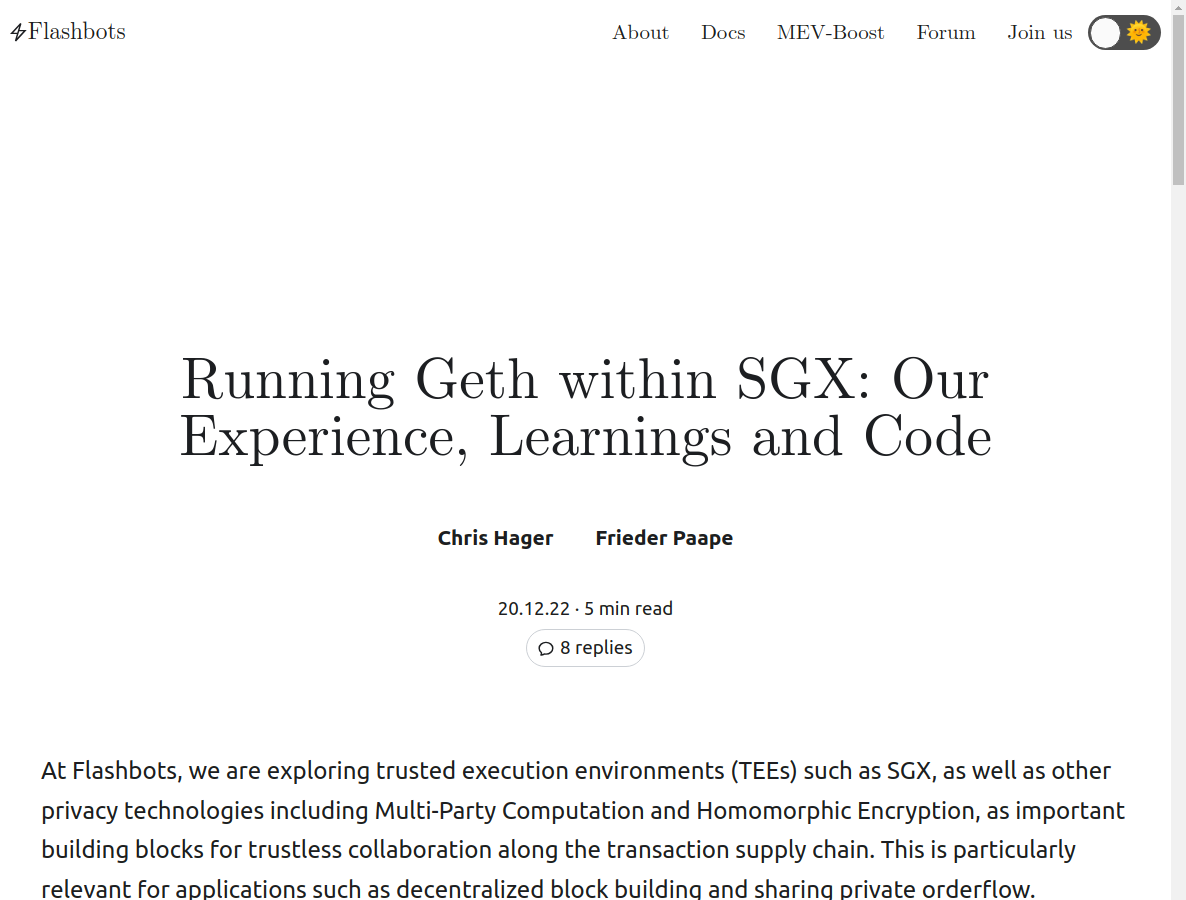 Flashbots
About Docs MEV-Boost Forum Join us
Running Geth within SGX: Our
Experience, Learnings and Code
Chris Hager Frieder Paape
20.12.22 · 5 min read
8 replies
At Flashbots, we are exploring trusted execution environments (TEEs) such as SGX, as well as other
privacy technologies including Multi-Party Computation and Homomorphic Encryption, as important
building blocks for trustless collaboration along the transaction supply chain. This is particularly
relevant for applications such as decentralized block building and sharing private orderflow.